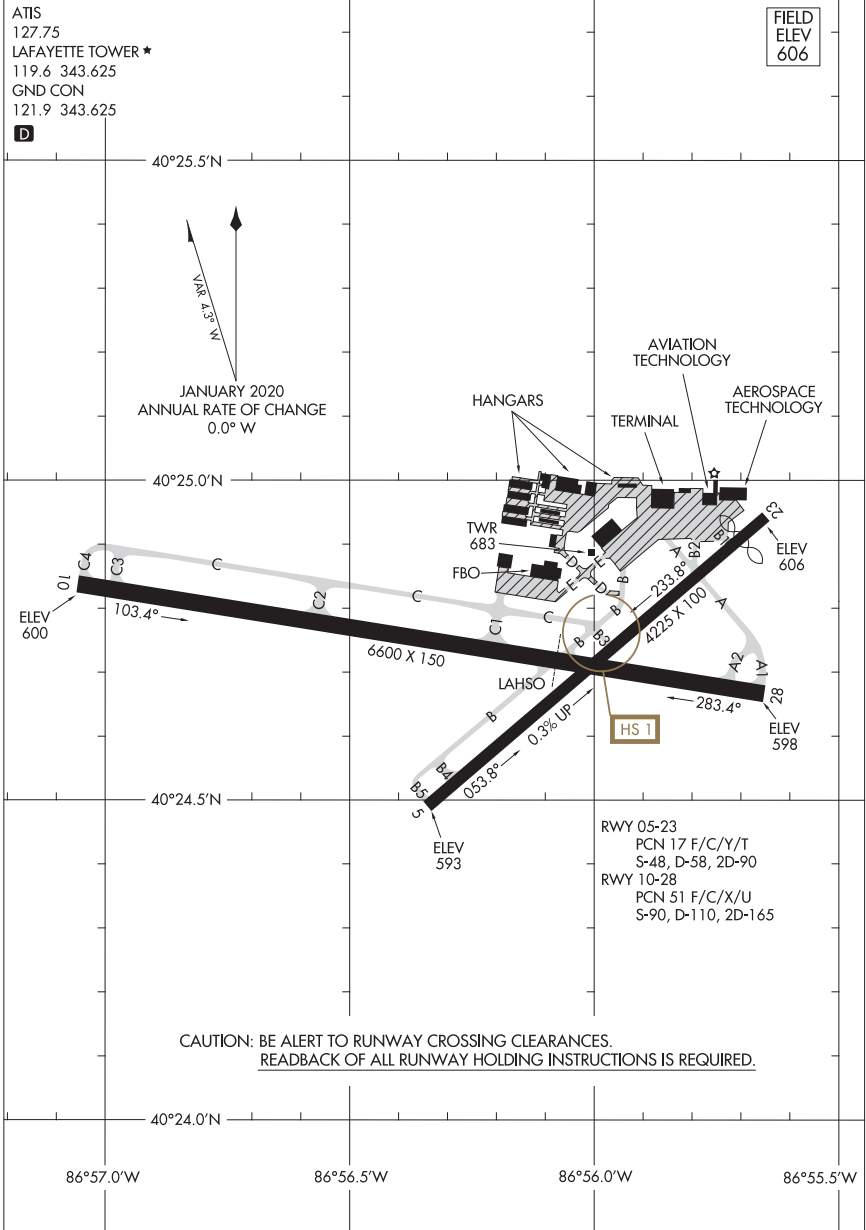 ATIS
127.75
LAFAYETTE TOWER ★
119.6 343.625
GND CON
121.9 343.625
D
FIELD
ELEV
606
40°25.5'N
VAR 4.3° W
JANUARY 2020
ANNUAL RATE OF CHANGE
0.0° W
HANGARS
AVIATION
TECHNOLOGY
TERMINAL
AEROSPACE
TECHNOLOGY
40°25.0'N
TWR
683
FBO
D
E
E
D
23
ELEV
606
B1
B2
A
A
A2
A1
B
B
B
B3
233.8°
4225 X 100
C4
C3
C
C2
C
C1
C
10
ELEV
600
103.4°
6600 X 150
LAHSO
283.4°
28
ELEV
598
HS 1
B
0.3% UP
053.8°
B4
B5
5
40°24.5'N
ELEV
593
RWY 05-23
PCN 17 F/C/Y/T
S-48, D-58, 2D-90
RWY 10-28
PCN 51 F/C/X/U
S-90, D-110, 2D-165
CAUTION: BE ALERT TO RUNWAY CROSSING CLEARANCES.
READBACK OF ALL RUNWAY HOLDING INSTRUCTIONS IS REQUIRED.
40°24.0'N
86°57.0'W
86°56.5'W
86°56.0'W
86°55.5'W